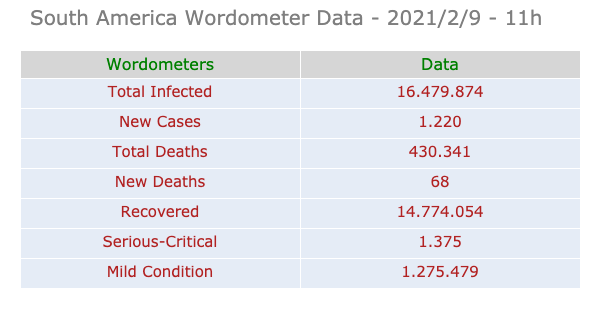 South America Wordometer Data - 2021/2/9 - 11h
Wordometers Data
Total Infected 16.479.874
New Cases 1.220
Total Deaths 430.341
New Deaths 68
Recovered 14.774.054
Serious-Critical 1.375
Mild Condition 1.275.479